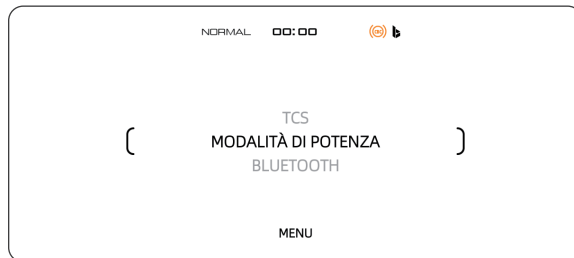 NORMAL 00:00
TCS
MODALITÀ DI POTENZA
BLUETOOTH
MENU